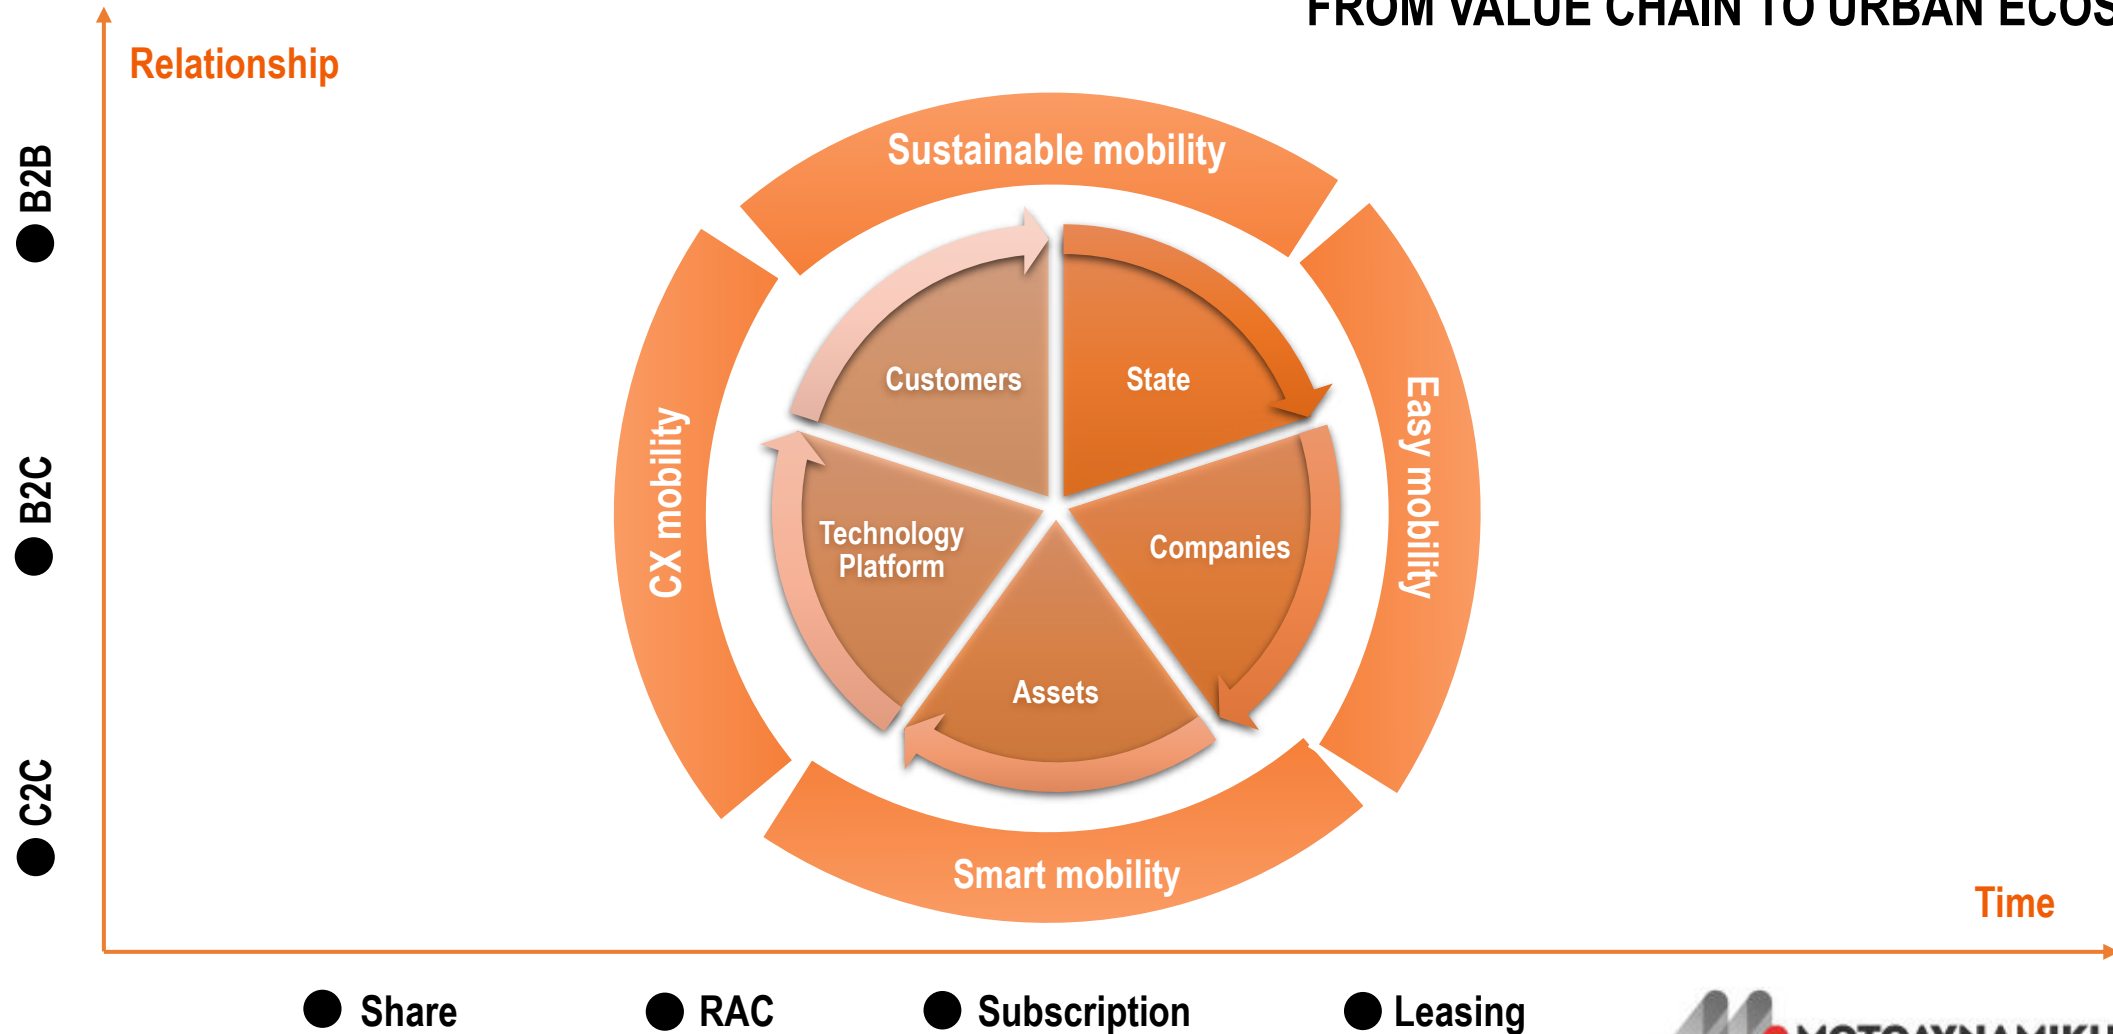 FROM VALUE CHAIN TO URBAN
Relationship
B2B
B2C
C2C
Sustainable mobility
Easy mobility
Smart mobility
CX mobility
Customers
State
Companies
Assets
Technology
Platform
Time
Share
RAC
Subscription
Leasing